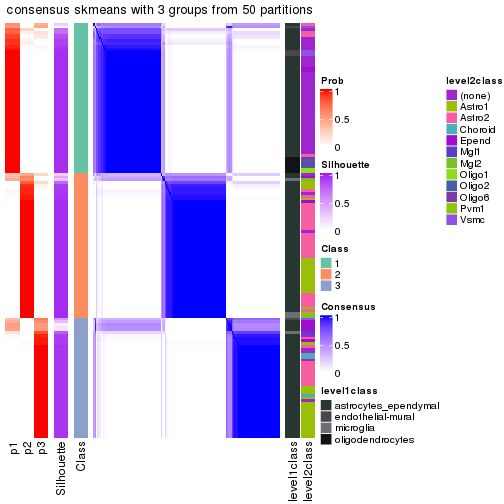 consensus skmeans with 3 groups from 50 partitions
p1
p2
p3
Silhouette
Class
level1class
level2class
Prob
1
0.5
0
Silhouette
1
0.5
0
Class
1
2
3
Consensus
1
0.5
0
level1class
astrocytes_ependymal
endothelial-mural
microglia
oligodendrocytes
level2class
(none)
Astro1
Astro2
Choroid
Epend
Mgl1
Mgl2
Oligo1
Oligo2
Oligo6
Pvm1
Vsmc